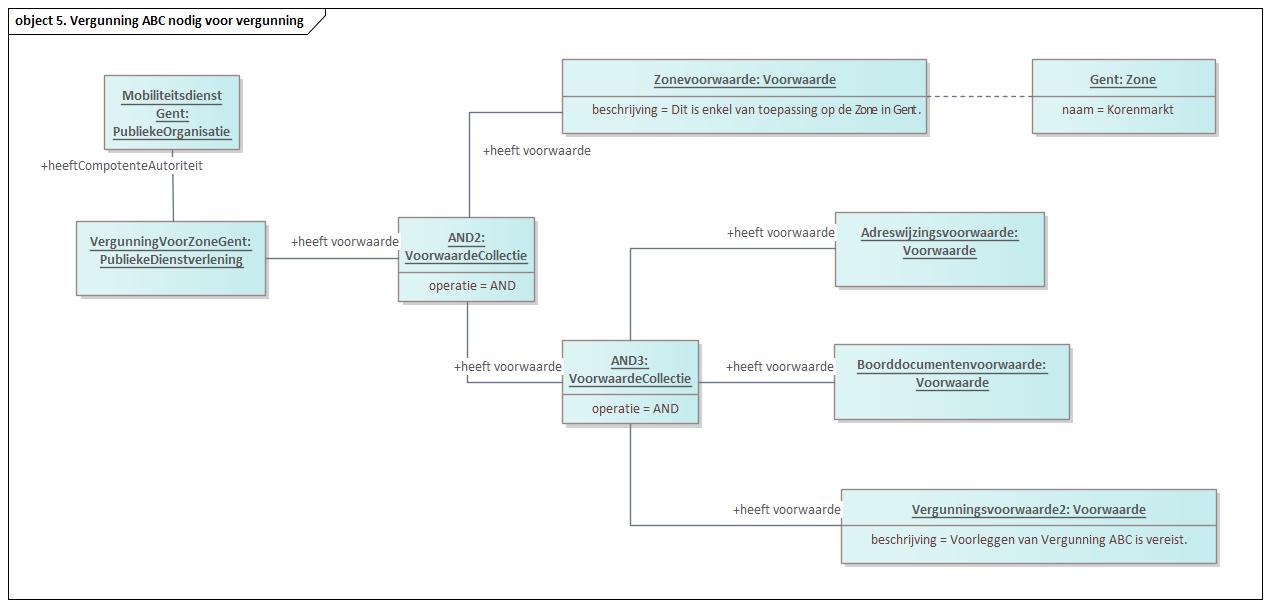 object 5. Vergunning ABC nodig voor vergunning
Mobiliteitsdienst
Gent:
PubliekeOrganisatie
+heeftCompotenteAutoriteit
VergunningVoorZoneGent:
PubliekeDienstverlening
+heeft voorwaarde
AND2:
VoorwaardeCollectie
operatie = AND
+heeft voorwaarde
Zonevoorwaarde: Voorwaarde
beschrijving = Dit is enkel van toepassing op de Zone in Gent.
Gent: Zone
naam = Korenmarkt
+heeft voorwaarde
AND3:
VoorwaardeCollectie
operatie = AND
+heeft voorwaarde
Adreswijzingsvoorwaarde:
Voorwaarde
+heeft voorwaarde
Boorddocumentenvoorwaarde:
Voorwaarde
+heeft voorwaarde
Vergunningsvoorwaarde2: Voorwaarde
beschrijving = Voorleggen van Vergunning ABC is vereist.